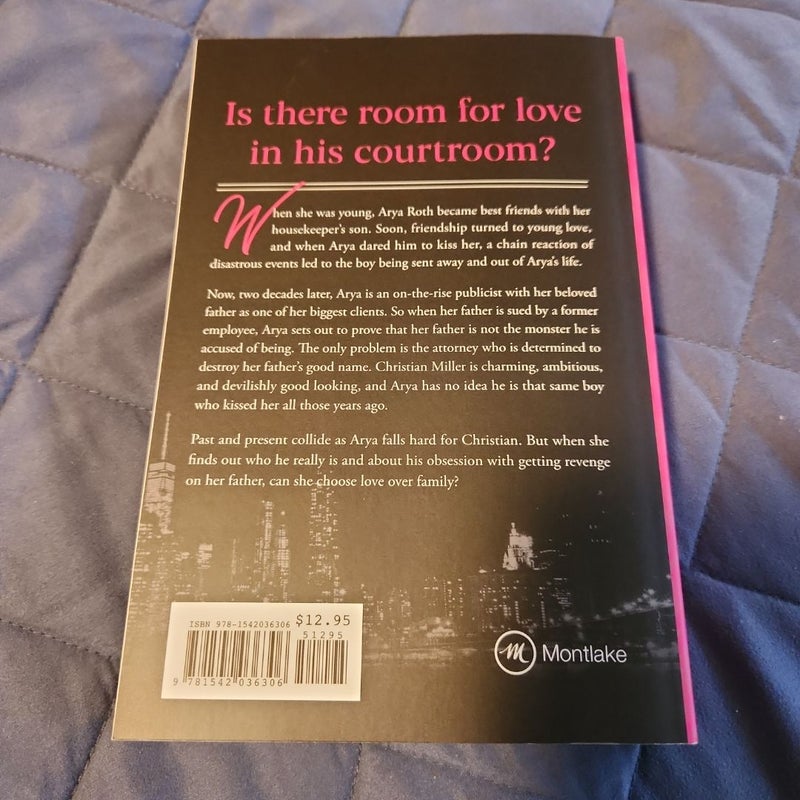 Is there room for love
in his courtroom?
When she was young, Arya Roth became best friends with her
housekeeper's son. Soon, friendship turned to young love,
and when Arya dared him to kiss her, a chain reaction of
disastrous events led to the boy being sent away and out of Arya's life.
Now, two decades later, Arya is an on-the-rise publicist with her beloved
father as one of her biggest clients. So when her father is sued by a former
employee, Arya sets out to prove that her father is not the monster he is
accused of being. The only problem is the attorney who is determined to
destroy her father's good name. Christian Miller is charming, ambitious,
and devilishly good looking, and Arya has no idea he is that same boy
who kissed her all those years ago.
Past and present collide as Arya falls hard for Christian. But when she
finds out who he really is and about his obsession with getting revenge
on her father, can she choose love over family?
ISBN 978-1542036306 $12.95
51295
9 781542 036306
M Montlake